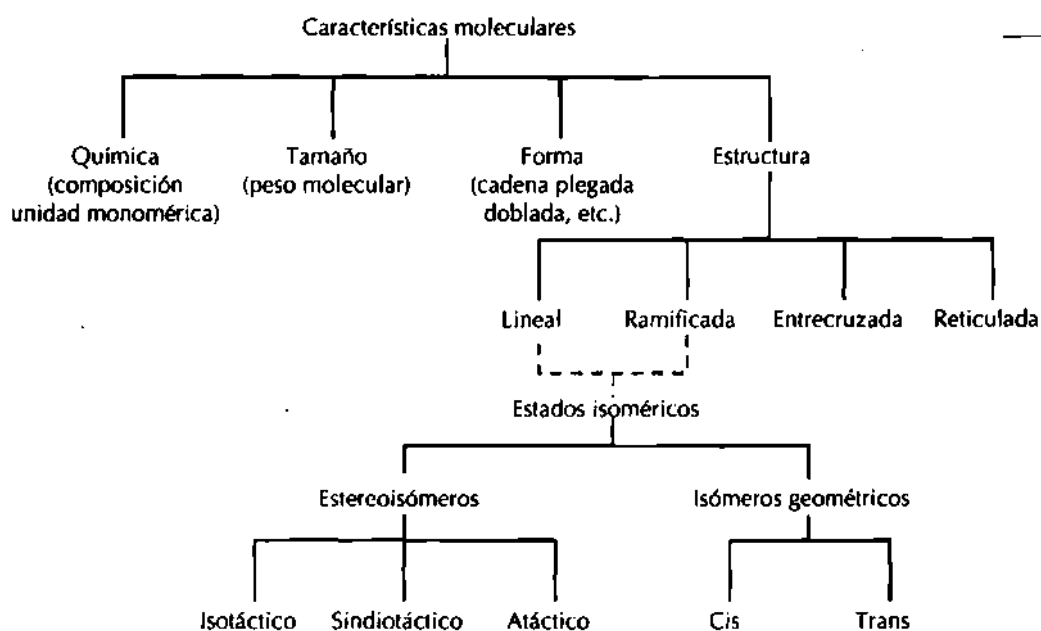 Características moleculares
Química
(composición
unidad monomérica)
Tamaño
(peso molecular)
Forma
(cadena plegada
doblada, etc.)
Estructura
Lineal
Ramificada
Entrecruzada
Reticulada
Estados isoméricos
Estereoisómeros
Isómeros geométricos
Isotáctico
Sindiotáctico
Atáctico
Cis
Trans